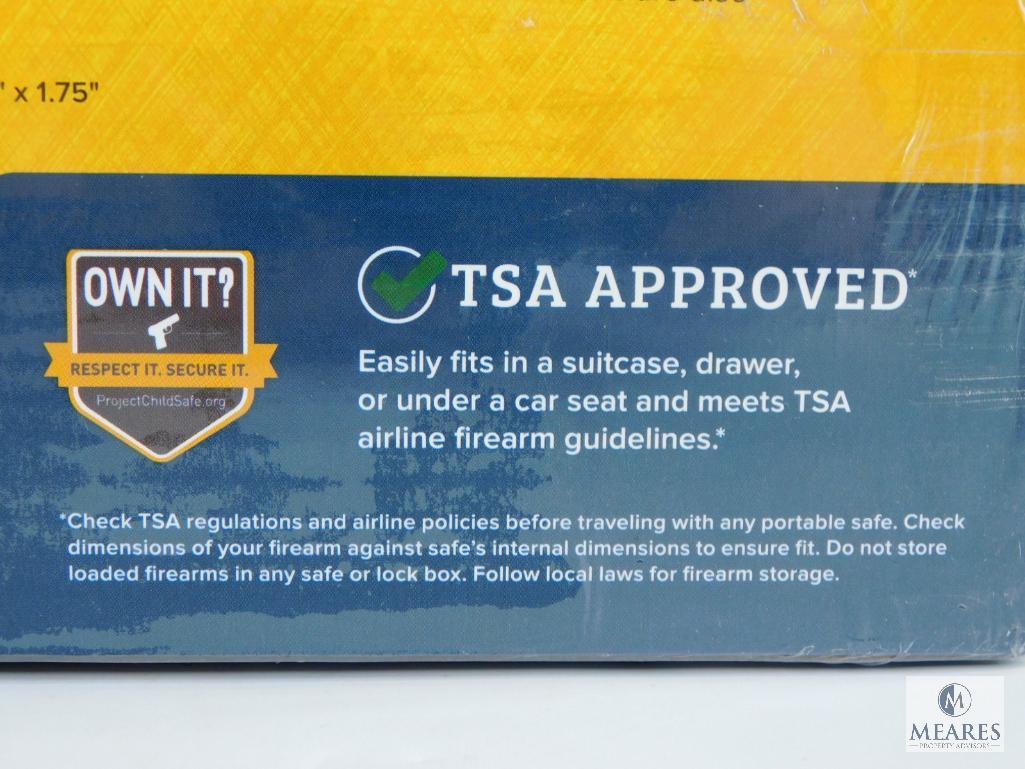 " x 1.75"
OWN IT?
RESPECT IT. SECURE IT.
ProjectChildSafe.org
TSA APPROVED*
Easily fits in a suitcase, drawer,
or under a car seat and meets TSA
airline firearm guidelines.*
*Check TSA regulations and airline policies before traveling with any portable safe. Check
dimensions of your firearm against safe's internal dimensions to ensure fit. Do not store
loaded firearms in any safe or lock box. Follow local laws for firearm storage.
M
MEARES
PROPERTY ADVISORS